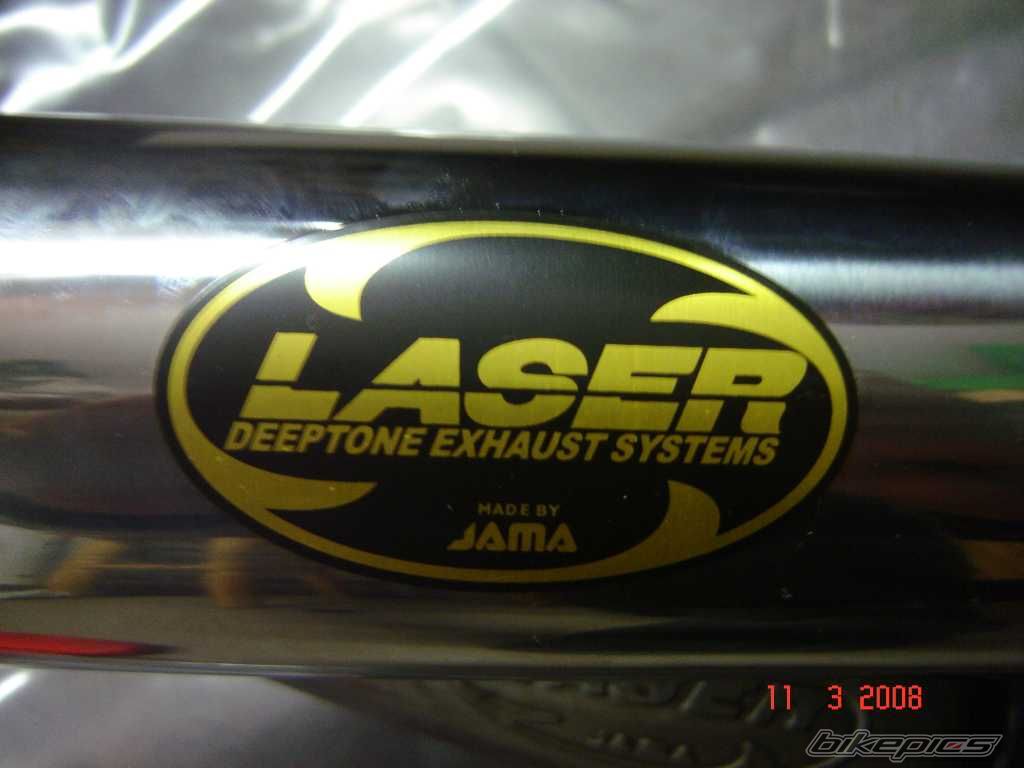 LASER
DEEPTONE EXHAUST SYSTEMS
MADE BY
JAMA
11 3 2008
bikepics